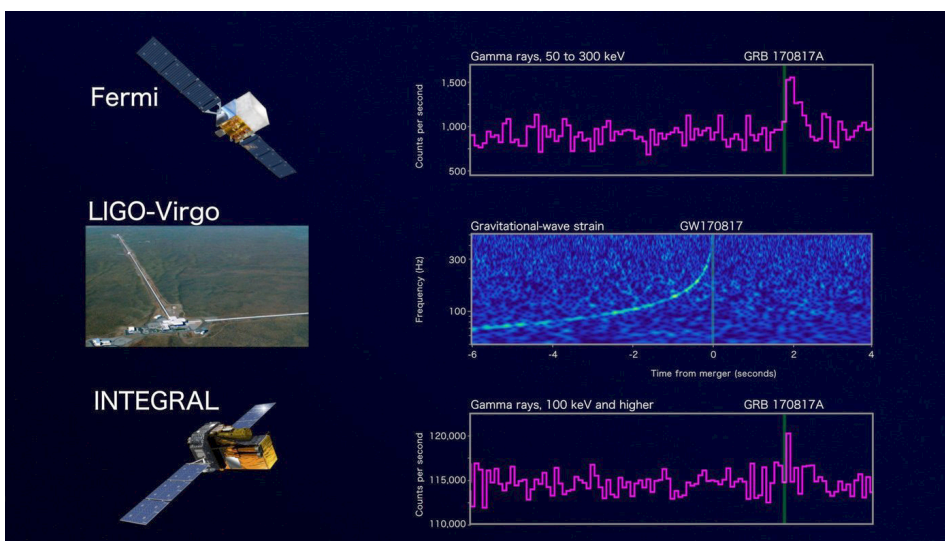 Fermi
Gamma rays, 50 to 300 keV GRB 170817A
Counts per second
1,500
1,000
500
LIGO-Virgo
Gravitational-wave strain GW170817
Frequency (Hz)
300
100
-6 -4 -2 0 2 4
Time from merger (seconds)
INTEGRAL
Gamma rays, 100 keV and higher GRB 170817A
Counts per second
120,000
115,000
110,000